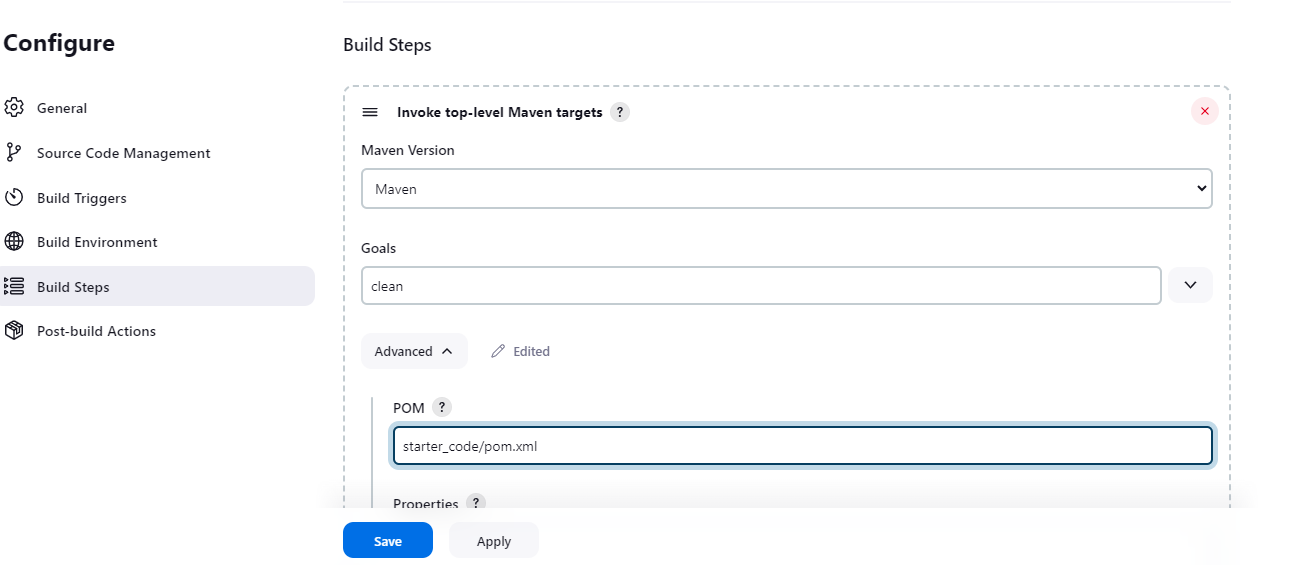 Configure
General
Source Code Management
Build Triggers
Build Environment
Build Steps
Post-build Actions
Build Steps
Invoke top-level Maven targets ?
Maven Version
Maven
Goals
clean
Advanced
Edited
POM ?
starter_code/pom.xml
Properties ?
Save
Apply